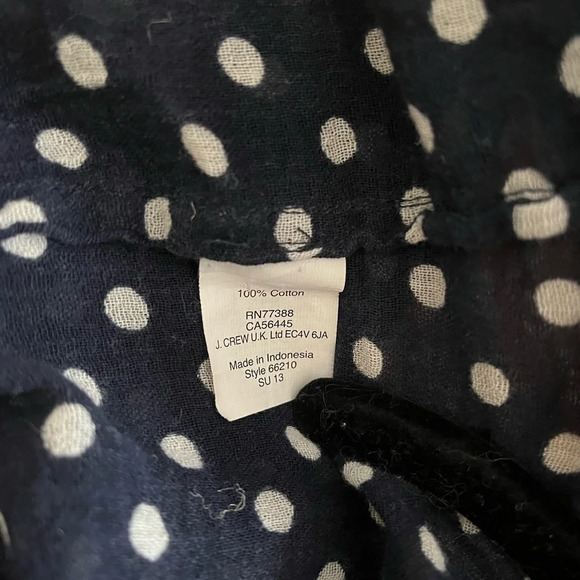 100% Cotton
RN77388
CA56445
J. CREW U.K. Ltd EC4V 6JA
Made in Indonesia
Style 66210
SU 13